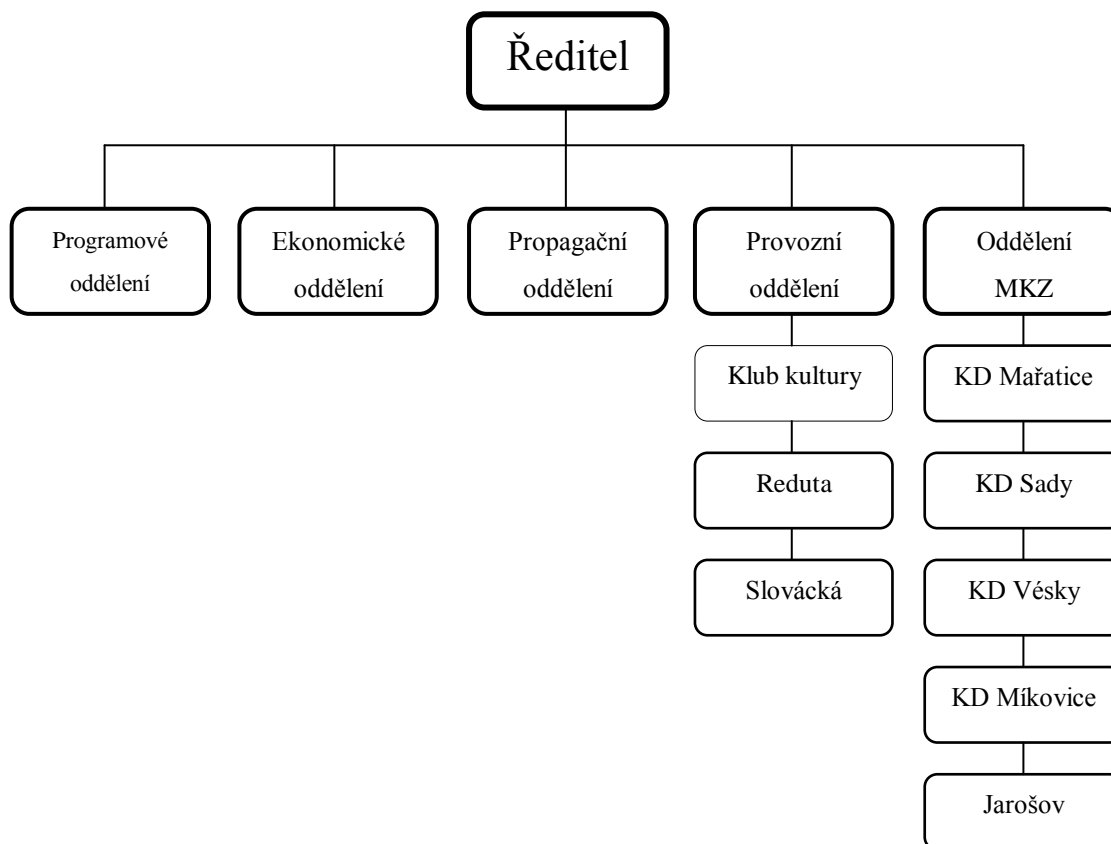 Ředitel
Programové
oddělení
Ekonomické
oddělení
Propagační
oddělení
Provozní
oddělení
Oddělení
MKZ
Klub kultury
KD Mařatice
Reduta
KD Sady
Slovácká
KD Vésky
KD Míkovice
Jarošov